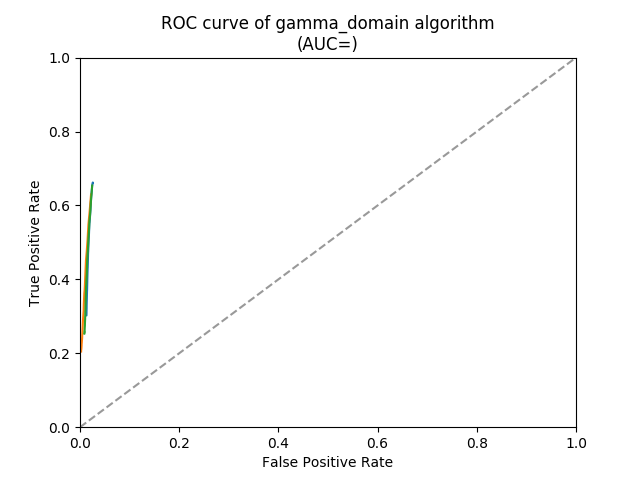 ROC curve of gamma_domain algorithm
(AUC=)
1.0
0.8
0.6
0.4
0.2
0.0
True Positive Rate
0.0 0.2 0.4 0.6 0.8 1.0
False Positive Rate